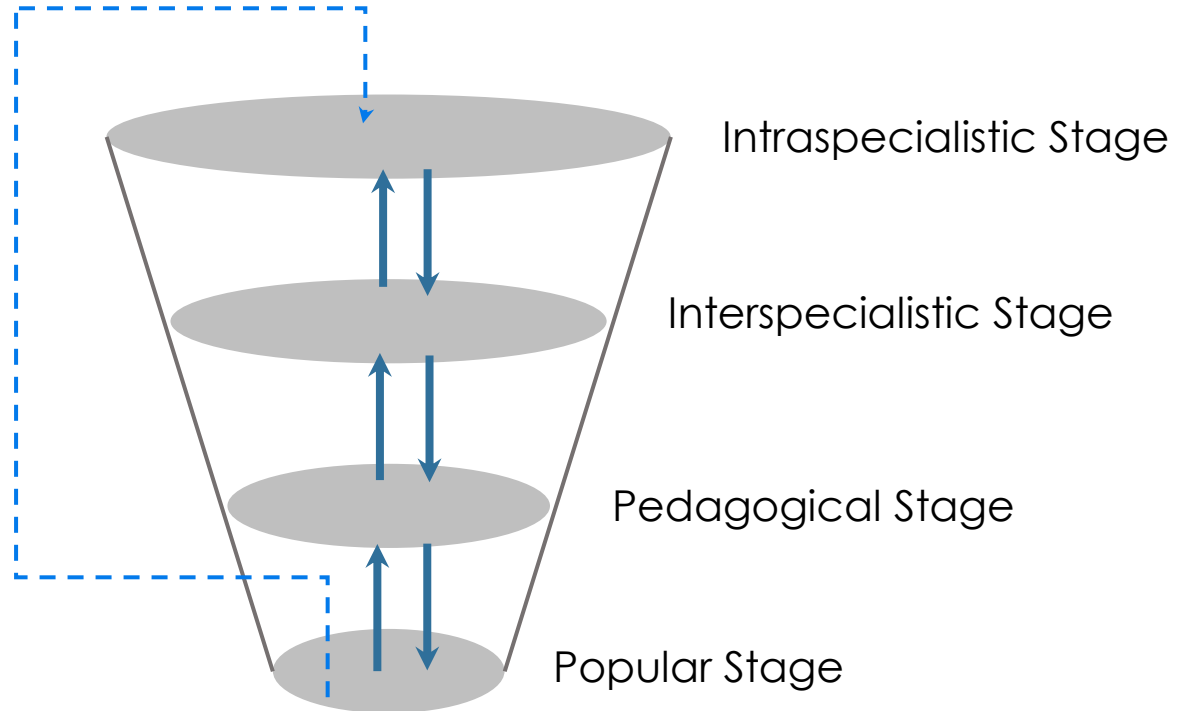 Intraspecialistic Stage
Interspecialistic Stage
Pedagogical Stage
Popular Stage